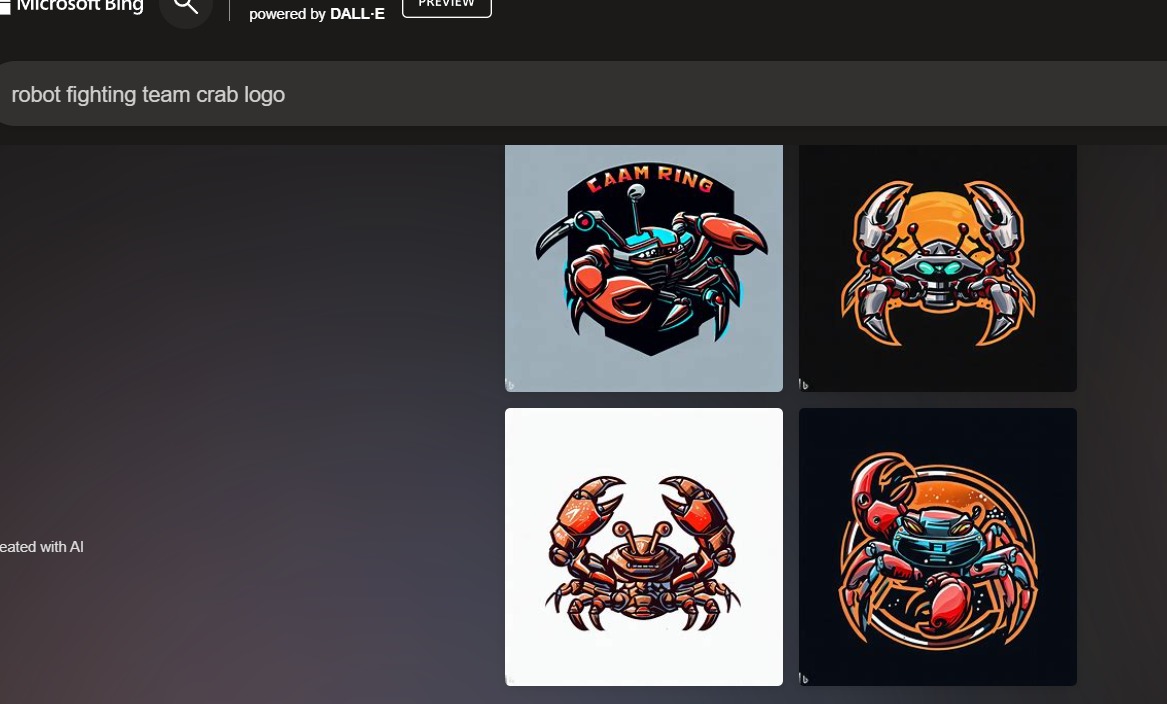 Microsoft Bing
powered by DALL·E
PREVIEW
robot fighting team crab logo
CAAM RING
eated with AI